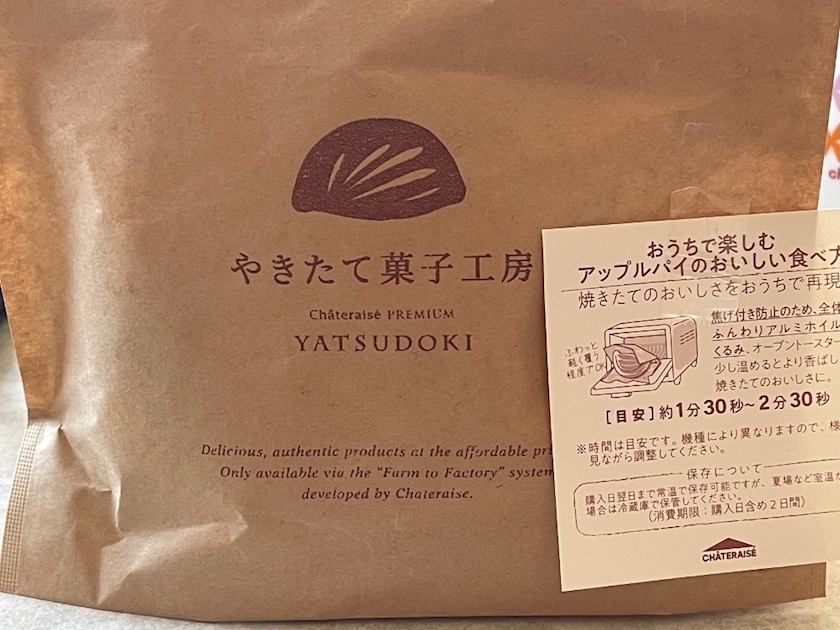 やきたて菓子工房
Châteraisé PREMIUM
YATSUDOKI
Delicious, authentic products at the affordable
Only available via the "Farm to Factory" system
developed by Chateraise.
おうちで楽しむ
アップルパイのおいしい食べ方
焼きたてのおいしさをおうちで再現
焦げ付き防止のため、全体
ふんわりアルミホイル
くるみ、オーブントースター
少し温めるとより香ばし
焼きたてのおいしさに。
ふわっと
軽く覆う
程度でOK
[目安]約1分30秒~2分30秒
※時間は目安です。機種により異なりますので、様
見ながら調整してください。
保存について
購入日翌日まで常温で保存可能ですが、夏場など室温が
場合は冷蔵庫で保管してください。
(消費期限:購入日含め2日間)
CHÂTERAISÉ